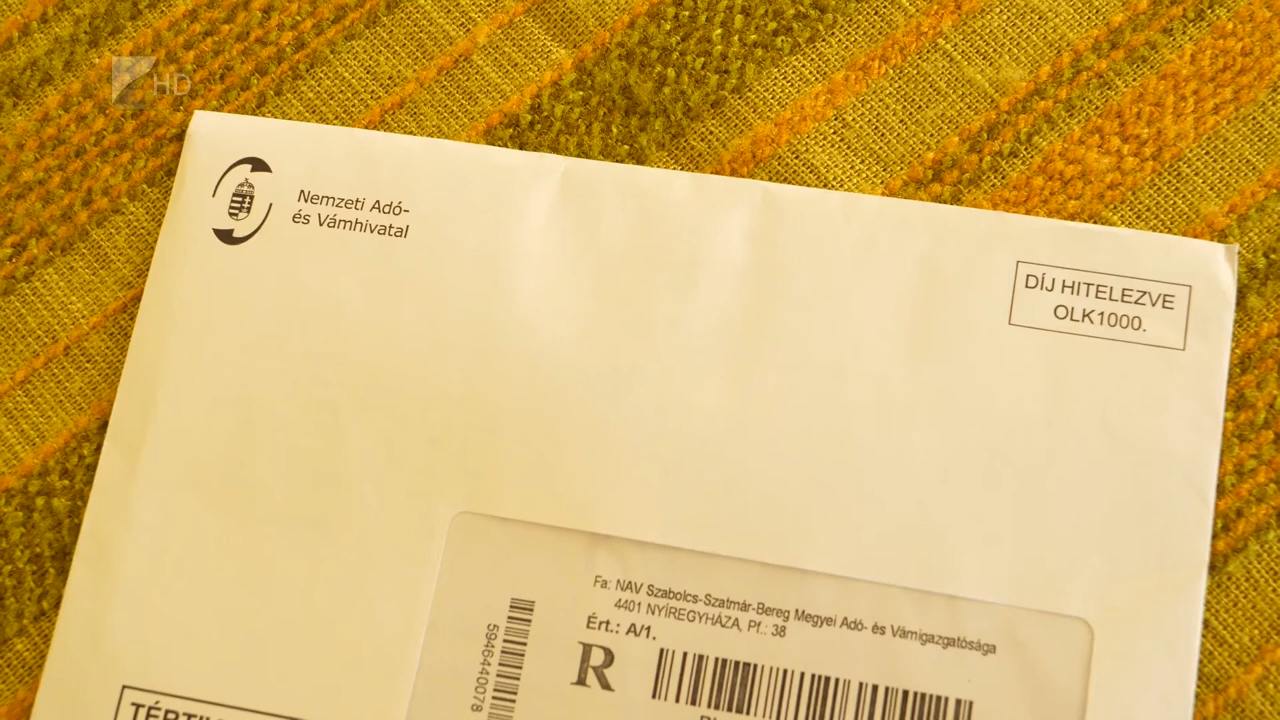 HD
Nemzeti Adó-
és Vámhivatal
DÍJ HITELEZVE
OLK1000.
Fa: NAV Szabolcs-Szatmár-Bereg Megyei Adó- és Vámigazgatósága
4401 NYÍREGYHÁZA, Pf.: 38
Ért.: A/1.
R
5946440078